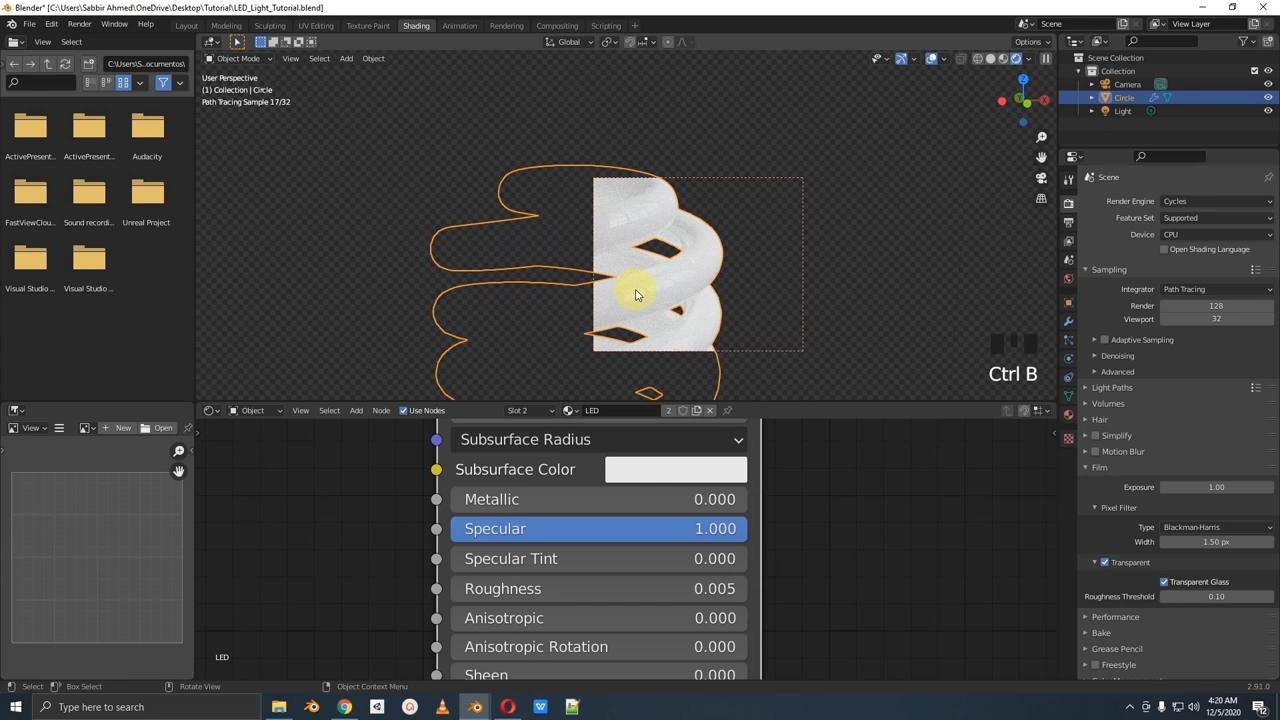 Blender* [C:\Users\Sabbir Ahmed\OneDrive\Desktop\Tutorial\LED_Light_Tutorial.blend]
File Edit Render Window Help Layout Modeling Sculpting UV Editing Texture Paint Shading Animation Rendering Compositing Scripting + Scene View Layer
View Select Global Options
C:\S...ocumentos\ Object Mode View Select Add Object
User Perspective
(1) Collection | Circle
Path Tracing Sample 17/32
ActivePresent... ActivePresent... Audacity
FastViewClou... Sound recordi... Unreal Project
Visual Studio ... Visual Studio ...
Z
X
Ctrl B
Scene Collection
Collection
Camera
Circle
Light
Scene
Render Engine Cycles
Feature Set Supported
Device CPU
Open Shading Language
Sampling
Integrator Path Tracing
Render 128
Viewport 32
Adaptive Sampling
Denoising
Advanced
Light Paths
Volumes
Hair
Simplify
Motion Blur
Film
Exposure 1.00
Pixel Filter
Type Blackman-Harris
Width 1.50 px
Transparent
Transparent Glass
Roughness Threshold 0.10
Performance
Bake
Grease Pencil
Freestyle
View New Open
Object View Select Add Node Use Nodes Slot 2 LED 2
Subsurface Radius
Subsurface Color
Metallic 0.000
Specular 1.000
Specular Tint 0.000
Roughness 0.005
Anisotropic 0.000
Anisotropic Rotation 0.000
Sheen 0.000
LED
Select Box Select Rotate View Object Context Menu 2.91.0
Type here to search
4:20 AM
12/5/2020